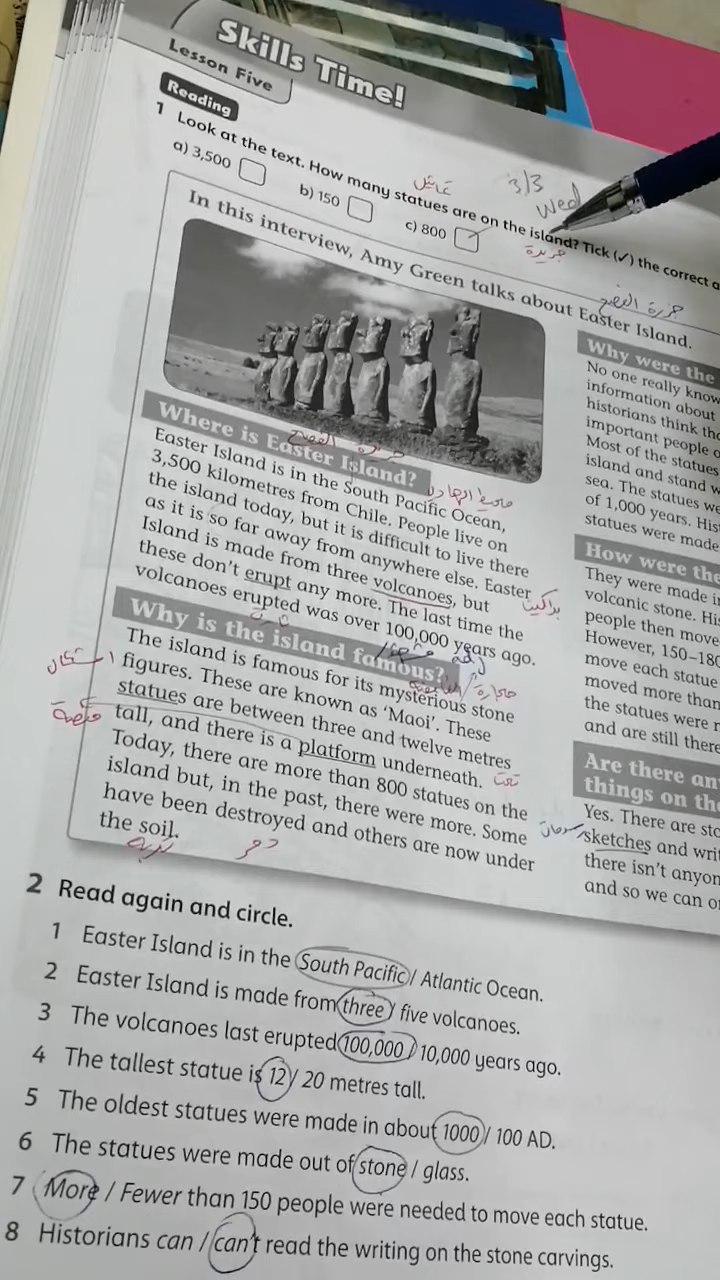 Skills Time!
Lesson Five
Reading
1 Look at the text. How many statues are on the island? Tick (✓) the correct a
a) 3,500
b) 150
c) 800
3/3
Wed
In this interview, Amy Green talks about Easter Island.
Where is Easter Island?
Easter Island is in the South Pacific Ocean,
3,500 kilometres from Chile. People live on
the island today, but it is difficult to live there
as it is so far away from anywhere else. Easter
Island is made from three volcanoes, but
these don't erupt any more. The last time the
volcanoes erupted was over 100,000 years ago.
براكين
Why is the island famous?
The island is famous for its mysterious stone
figures. These are known as 'Maoi'. These
statues are between three and twelve metres
tall, and there is a platform underneath.
Today, there are more than 800 statues on the
island but, in the past, there were more. Some
have been destroyed and others are now under
the soil.
منصة
تحت
تربة
Why were the
No one really know
information about
historians think the
important people o
Most of the statues
island and stand w
sea. The statues we
of 1,000 years. His
statues were made
How were the
They were made i
volcanic stone. His
people then move
However, 150–180
move each statue
moved more than
the statues were r
and are still there
Are there an
things on th
Yes. There are sto
sketches and writ
there isn't anyon
and so we can o
2 Read again and circle.
1 Easter Island is in the South Pacific / Atlantic Ocean.
2 Easter Island is made from three / five volcanoes.
3 The volcanoes last erupted 100,000 / 10,000 years ago.
4 The tallest statue is 12 / 20 metres tall.
5 The oldest statues were made in about 1000 / 100 AD.
6 The statues were made out of stone / glass.
7 More / Fewer than 150 people were needed to move each statue.
8 Historians can / can't read the writing on the stone carvings.